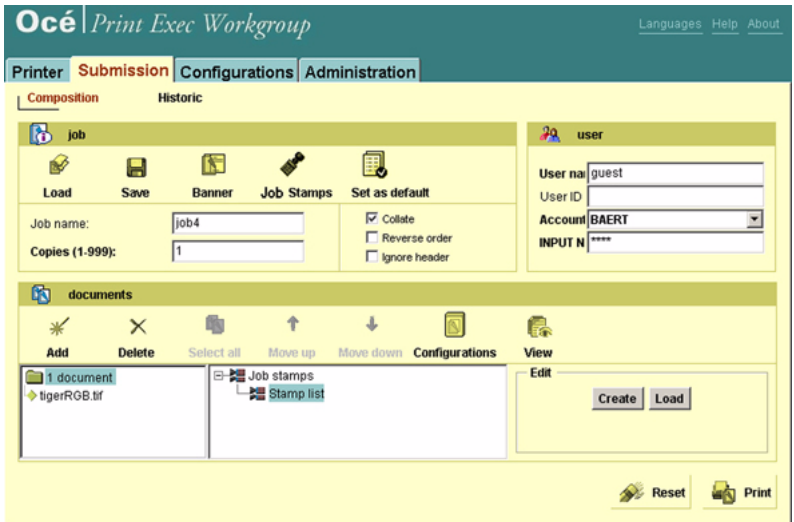 Océ Print Exec Workgroup
Languages Help About
Printer Submission Configurations Administration
Composition Historic
job
Load Save Banner Job Stamps Set as default
Job name: job4
Copies (1-999): 1
Collate
Reverse order
Ignore header
user
User nai guest
User ID
Account BAERT
INPUT N ****
documents
Add Delete Select all Move up Move down Configurations View
1 document
tigerRGB.tif
Job stamps
Stamp list
Edit
Create Load
Reset Print